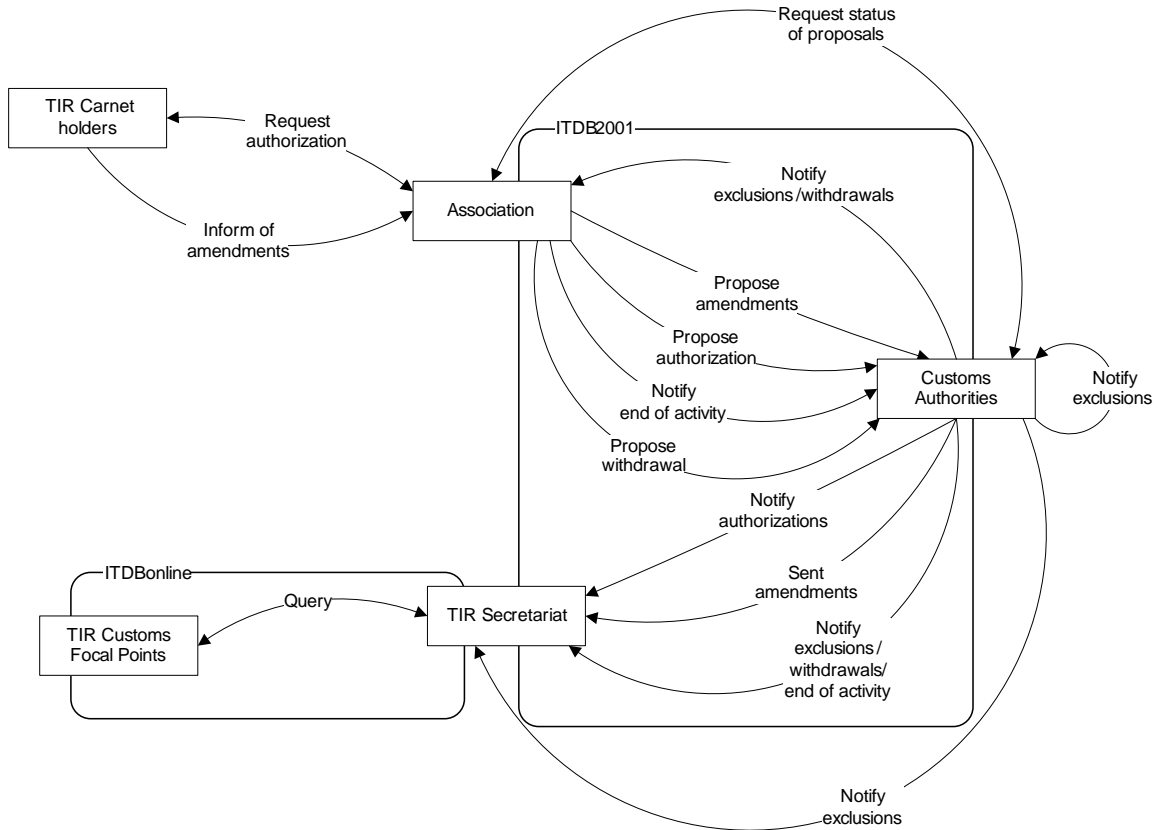 Request status
of proposals
TIR Carnet
holders
Request
authorization
ITDB2001
Notify
exclusions/withdrawals
Association
Inform of
amendments
Propose
amendments
Propose
authorization
Customs
Authorities
Notify
exclusions
Notify
end of activity
Propose
withdrawal
Notify
authorizations
ITDBonline
Sent
amendments
Query
TIR Secretariat
TIR Customs
Focal Points
Notify
exclusions/
withdrawals/
end of activity
Notify
exclusions